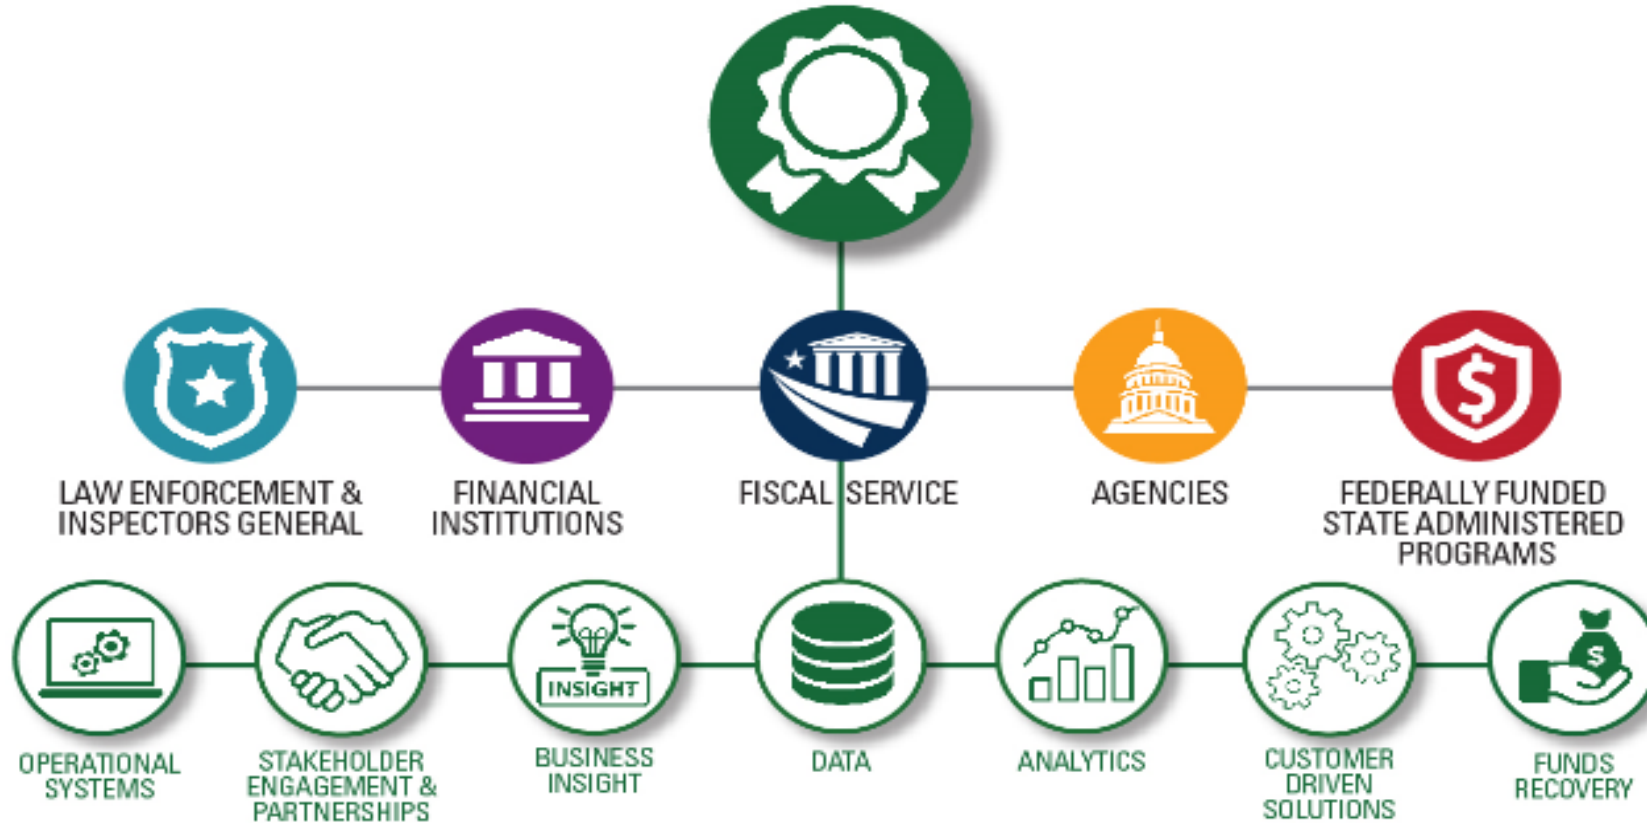 LAW ENFORCEMENT &
INSPECTORS GENERAL
FINANCIAL
INSTITUTIONS
FISCAL SERVICE
AGENCIES
FEDERALLY FUNDED
STATE ADMINISTERED
PROGRAMS
$
INSIGHT
$
OPERATIONAL
SYSTEMS
STAKEHOLDER
ENGAGEMENT &
PARTNERSHIPS
BUSINESS
INSIGHT
DATA
ANALYTICS
CUSTOMER
DRIVEN
SOLUTIONS
FUNDS
RECOVERY